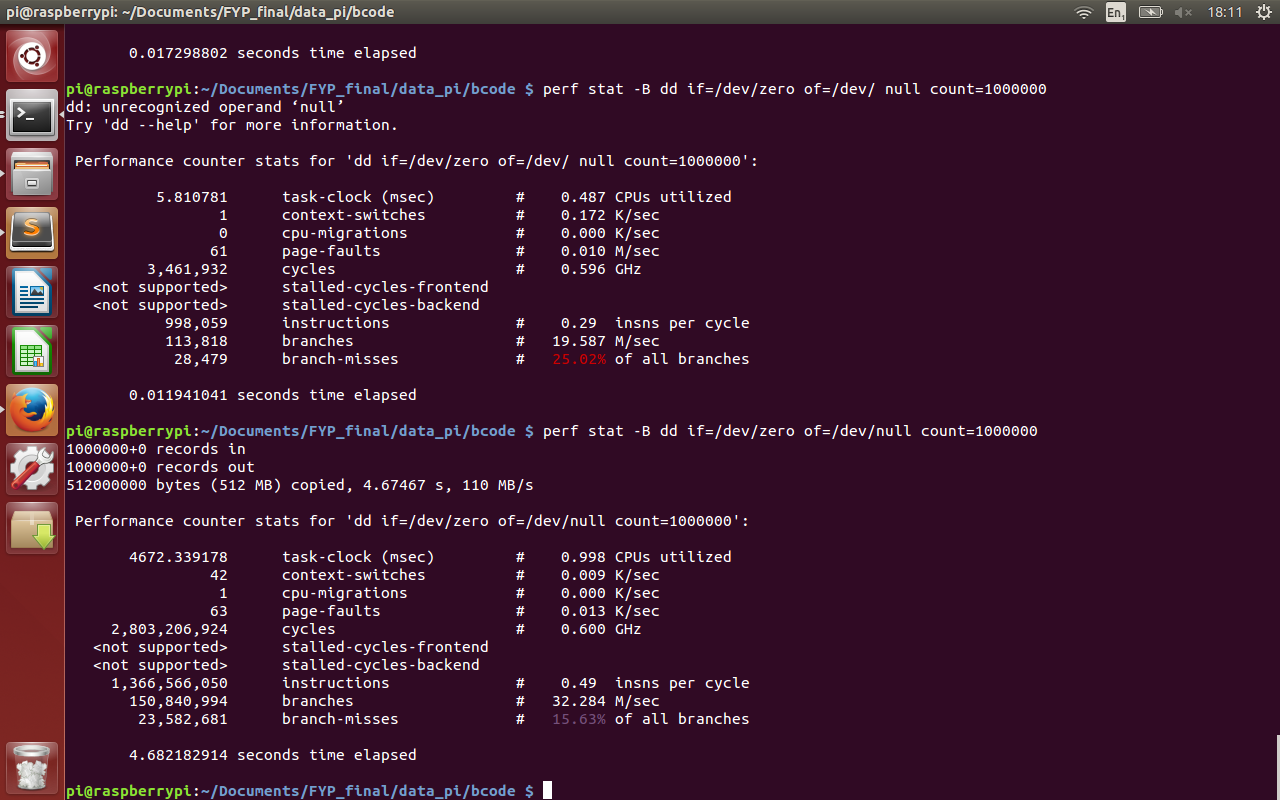 pi@raspberrypi: ~/Documents/FYP_final/data_pi/bcode
En1 18:11
0.017298802 seconds time elapsed
pi@raspberrypi:~/Documents/FYP_final/data_pi/bcode $ perf stat -B dd if=/dev/zero of=/dev/ null count=1000000
dd: unrecognized operand ‘null’
Try 'dd --help' for more information.
Performance counter stats for 'dd if=/dev/zero of=/dev/ null count=1000000':
5.810781 task-clock (msec) # 0.487 CPUs utilized
1 context-switches # 0.172 K/sec
0 cpu-migrations # 0.000 K/sec
61 page-faults # 0.010 M/sec
3,461,932 cycles # 0.596 GHz
<not supported> stalled-cycles-frontend
<not supported> stalled-cycles-backend
998,059 instructions # 0.29 insns per cycle
113,818 branches # 19.587 M/sec
28,479 branch-misses # 25.02% of all branches
0.011941041 seconds time elapsed
pi@raspberrypi:~/Documents/FYP_final/data_pi/bcode $ perf stat -B dd if=/dev/zero of=/dev/null count=1000000
1000000+0 records in
1000000+0 records out
512000000 bytes (512 MB) copied, 4.67467 s, 110 MB/s
Performance counter stats for 'dd if=/dev/zero of=/dev/null count=1000000':
4672.339178 task-clock (msec) # 0.998 CPUs utilized
42 context-switches # 0.009 K/sec
1 cpu-migrations # 0.000 K/sec
63 page-faults # 0.013 K/sec
2,803,206,924 cycles # 0.600 GHz
<not supported> stalled-cycles-frontend
<not supported> stalled-cycles-backend
1,366,566,050 instructions # 0.49 insns per cycle
150,840,994 branches # 32.284 M/sec
23,582,681 branch-misses # 15.63% of all branches
4.682182914 seconds time elapsed
pi@raspberrypi:~/Documents/FYP_final/data_pi/bcode $